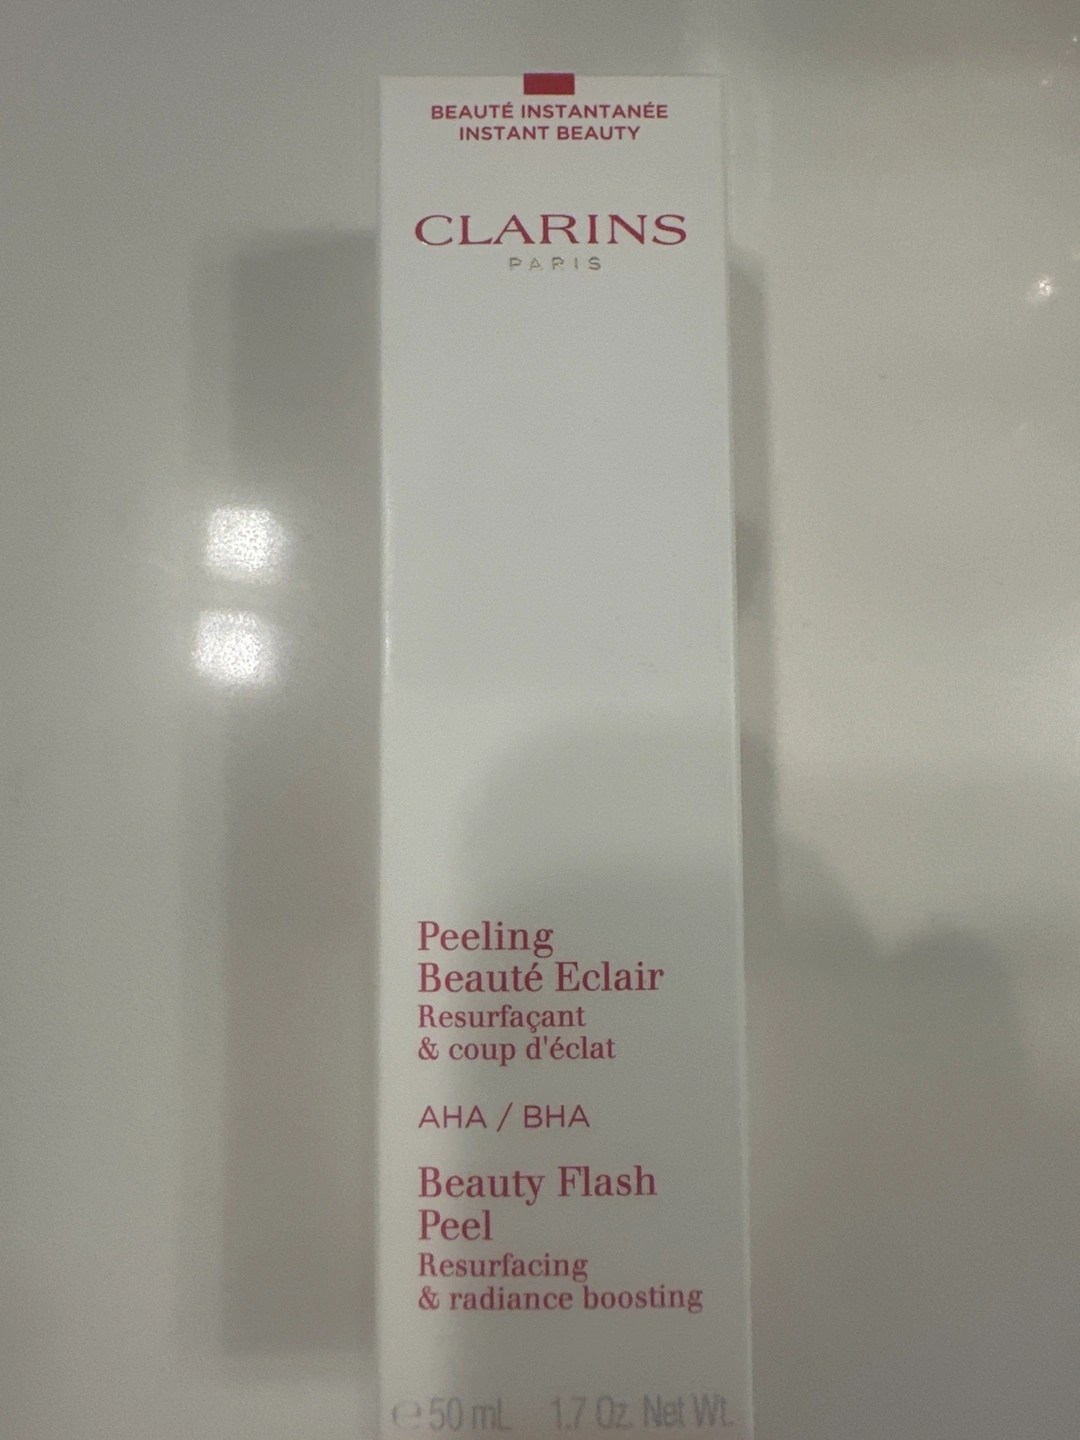 BEAUTÉ INSTANTANÉE
INSTANT BEAUTY
CLARINS
PARIS
Peeling
Beauté Eclair
Resurfaçant
& coup d'éclat
AHA / BHA
Beauty Flash
Peel
Resurfacing
& radiance boosting
℮ 50 mL 1.7 Oz. Net Wt.